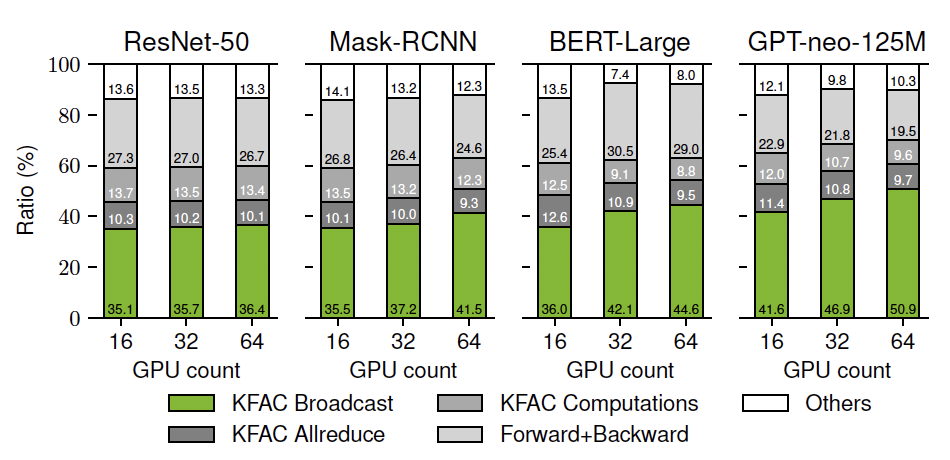 ResNet-50 Mask-RCNN BERT-Large GPT-neo-125M
Ratio (%)
100
80
60
40
20
0
13.6 13.5 13.3
27.3 27.0 26.7
13.7 13.5 13.4
10.3 10.2 10.1
35.1 35.7 36.4
14.1 13.2 12.3
26.8 26.4 24.6
13.5 13.2 12.3
10.1 10.0 9.3
35.5 37.2 41.5
13.5 7.4 8.0
25.4 30.5 29.0
12.5 9.1 8.8
12.6 10.9 9.5
36.0 42.1 44.6
12.1 9.8 10.3
22.9 21.8 19.5
12.0 10.7 9.6
11.4 10.8 9.7
41.6 46.9 50.9
16 32 64 16 32 64 16 32 64 16 32 64
GPU count GPU count GPU count GPU count
KFAC Broadcast KFAC Computations Others
KFAC Allreduce Forward+Backward